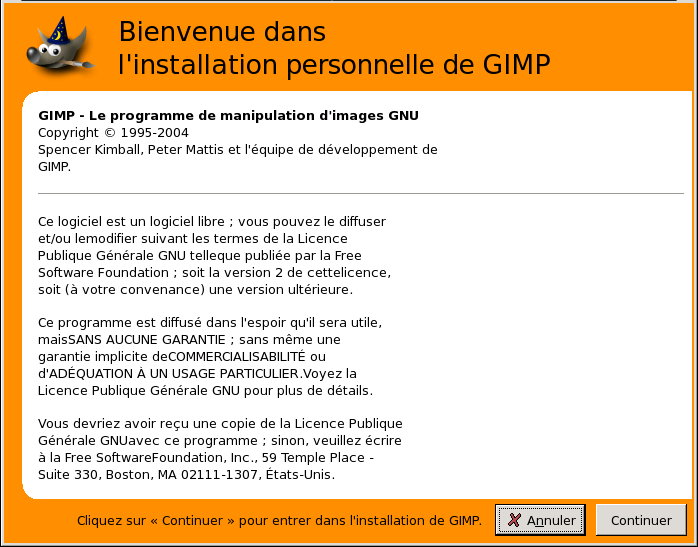 Bienvenue dans
l'installation personnelle de GIMP
GIMP - Le programme de manipulation d'images GNU
Copyright © 1995-2004
Spencer Kimball, Peter Mattis et l'équipe de développement de
GIMP.
Ce logiciel est un logiciel libre ; vous pouvez le diffuser
et/ou lemodifier suivant les termes de la Licence
Publique Générale GNU telleque publiée par la Free
Software Foundation ; soit la version 2 de cettelicence,
soit (à votre convenance) une version ultérieure.
Ce programme est diffusé dans l'espoir qu'il sera utile,
maisSANS AUCUNE GARANTIE ; sans même une
garantie implicite deCOMMERCIALISABILITÉ ou
d'ADÉQUATION À UN USAGE PARTICULIER.Voyez la
Licence Publique Générale GNU pour plus de détails.
Vous devriez avoir reçu une copie de la Licence Publique
Générale GNUavec ce programme ; sinon, veuillez écrire
à la Free SoftwareFoundation, Inc., 59 Temple Place -
Suite 330, Boston, MA 02111-1307, États-Unis.
Cliquez sur « Continuer » pour entrer dans l'installation de GIMP.
Annuler
Continuer